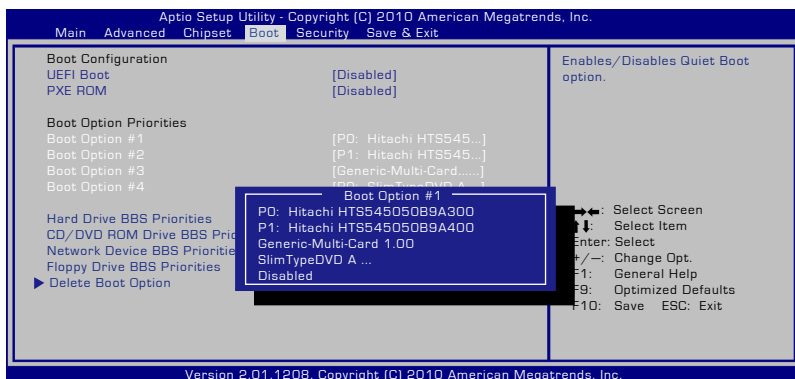 Aptio Setup Utility - Copyright (C) 2010 American Megatrends, Inc.
Main Advanced Chipset Boot Security Save & Exit
Boot Configuration
UEFI Boot [Disabled]
PXE ROM [Disabled]
Boot Option Priorities
Boot Option #1 [P0: Hitachi HTS545...]
Boot Option #2 [P1: Hitachi HTS545...]
Boot Option #3 [Generic-Multi-Card......]
Boot Option #4
Hard Drive BBS Priorities
CD/DVD ROM Drive BBS
Network Device BBS
Floppy Drive BBS Priorities
Delete Boot Option
Boot Option #1
P0: Hitachi HTS545050B9A300
P1: Hitachi HTS545050B9A400
Generic-Multi-Card 1.00
SlimTypeDVD A ...
Disabled
Enables/Disables Quiet Boot
option.
→←: Select Screen
↑↓: Select Item
Enter: Select
+/—: Change Opt.
F1: General Help
F9: Optimized Defaults
F10: Save ESC: Exit
Version 2.01.1208. Copyright (C) 2010 American Megatrends, Inc.